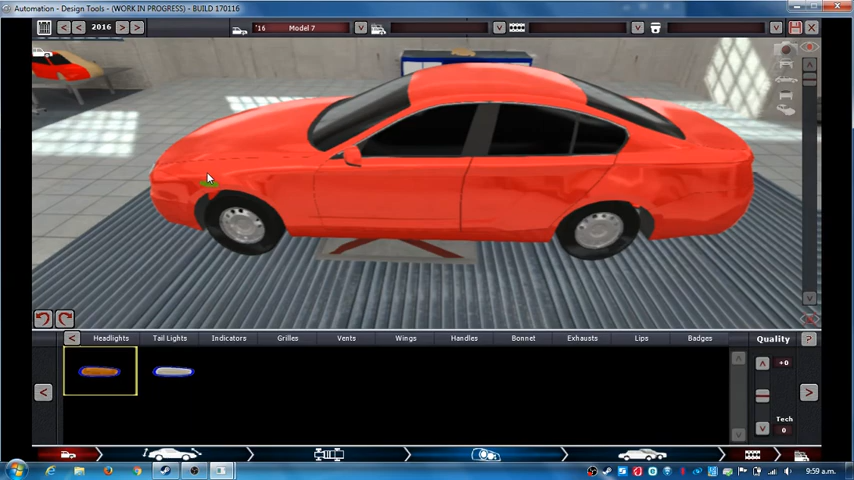 Automation - Design Tools - (WORK IN PROGRESS) - BUILD 170116
2016
'16 Model 7
Headlights Tail Lights Indicators Grilles Vents Wings Handles Bonnet Exhausts Lips Badges Quality ?
+0
Tech
0
9:59 a.m.